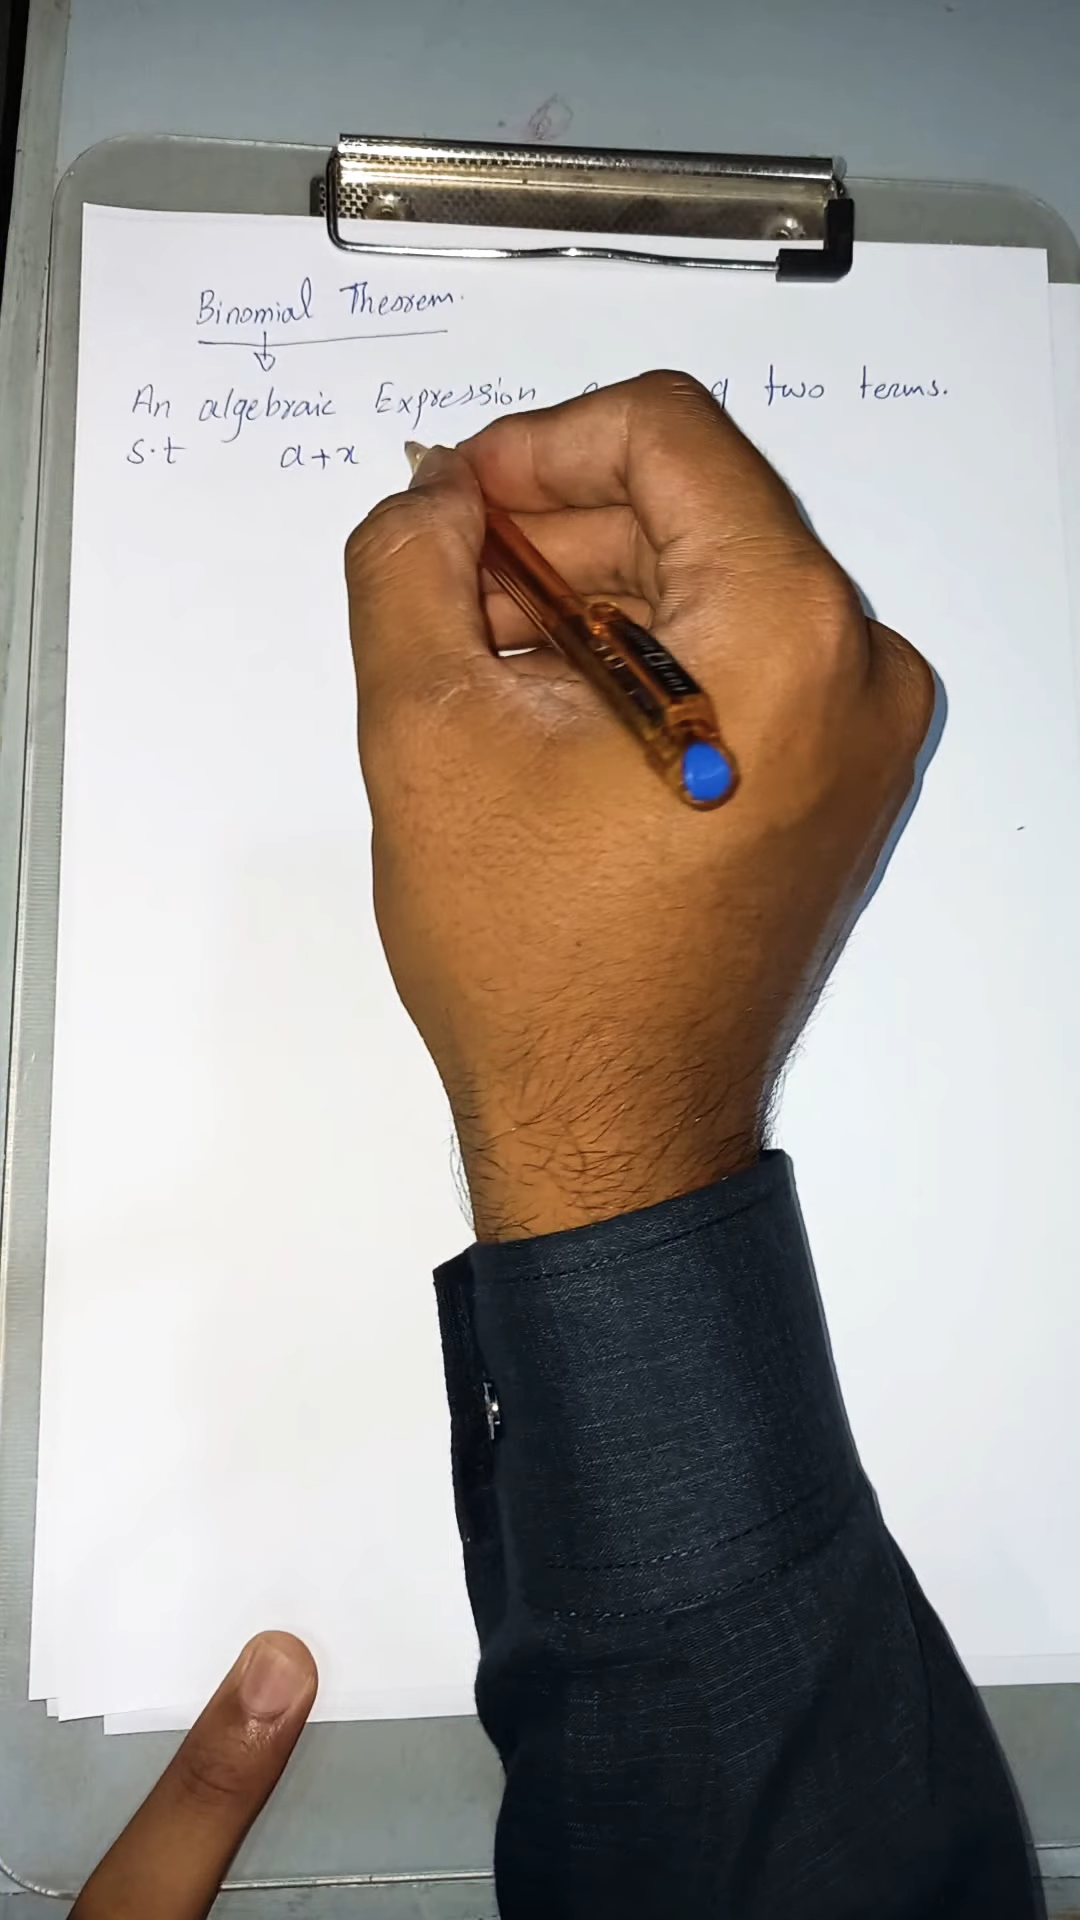 Binomial Theorem.
An algebraic Expression two terms.
s.t a+x